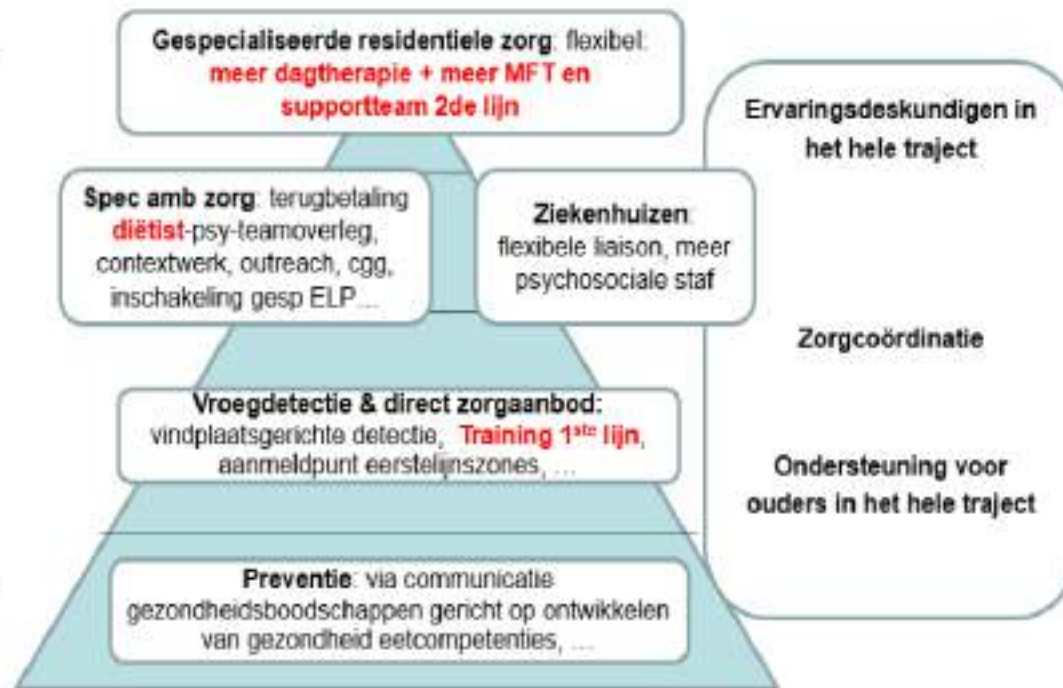 Gespecialiseerde residentiele zorg: flexibel:
meer dagtherapie + meer MFT en
supportteam 2de lijn
Spec amb zorg: terugbetaling
diëtist-psy-teamoverleg,
contextwerk, outreach, cgg,
inschakeling gesp ELP…
Ziekenhuizen:
flexibele liaison, meer
psychosociale staf
Vroegdetectie & direct zorgaanbod:
vindplaatsgerichte detectie, Training 1ste lijn,
aanmeldpunt eerstelijnszones, …
Preventie: via communicatie
gezondheidsboodschappen gericht op ontwikkelen
van gezondheid eetcompetenties, …
Ervaringsdeskundigen in
het hele traject
Zorgcoördinatie
Ondersteuning voor
ouders in het hele traject